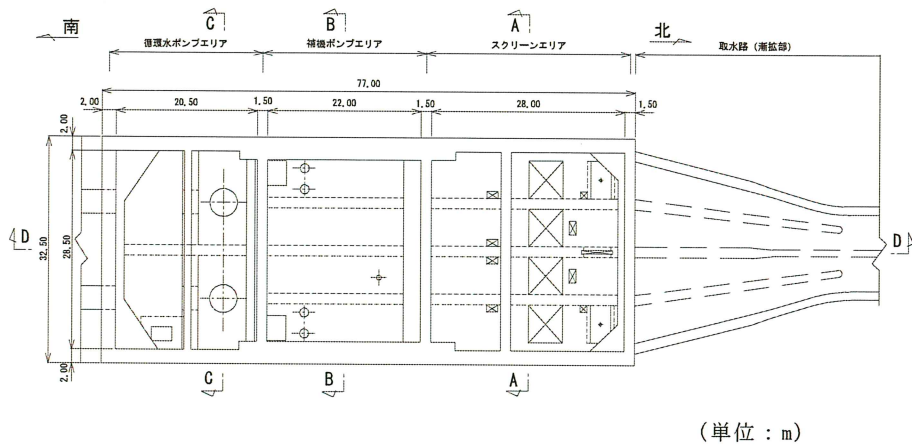 南
C
B
A
北
循環水ポンプエリア
補機ポンプエリア
スクリーンエリア
取水路（漸拡部）
77.00
2.00
20.50
1.50
22.00
1.50
28.00
1.50
2.00
D
32.50
28.50
D
2.00
C
B
A
(単位：m)